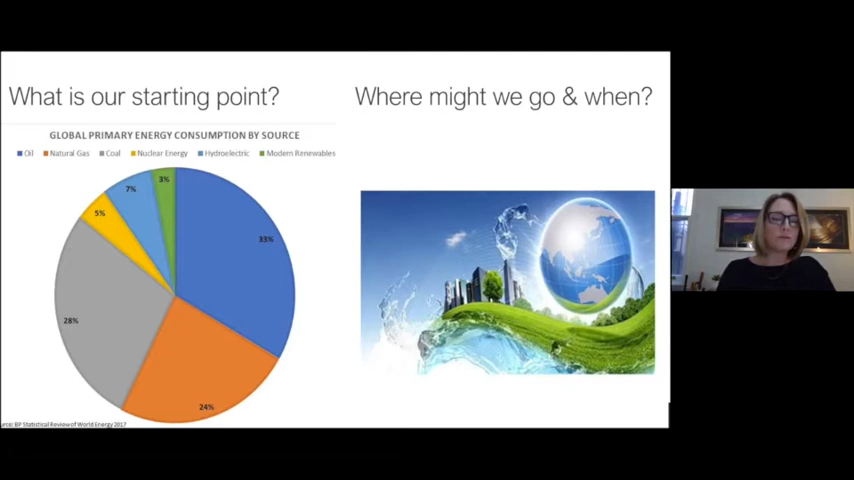 What is our starting point?
Where might we go & when?
GLOBAL PRIMARY ENERGY CONSUMPTION BY SOURCE
Oil Natural Gas Coal Nuclear Energy Hydroelectric Modern Renewables
3%
7%
5%
33%
28%
24%
BP Statistical Review of World Energy 2017